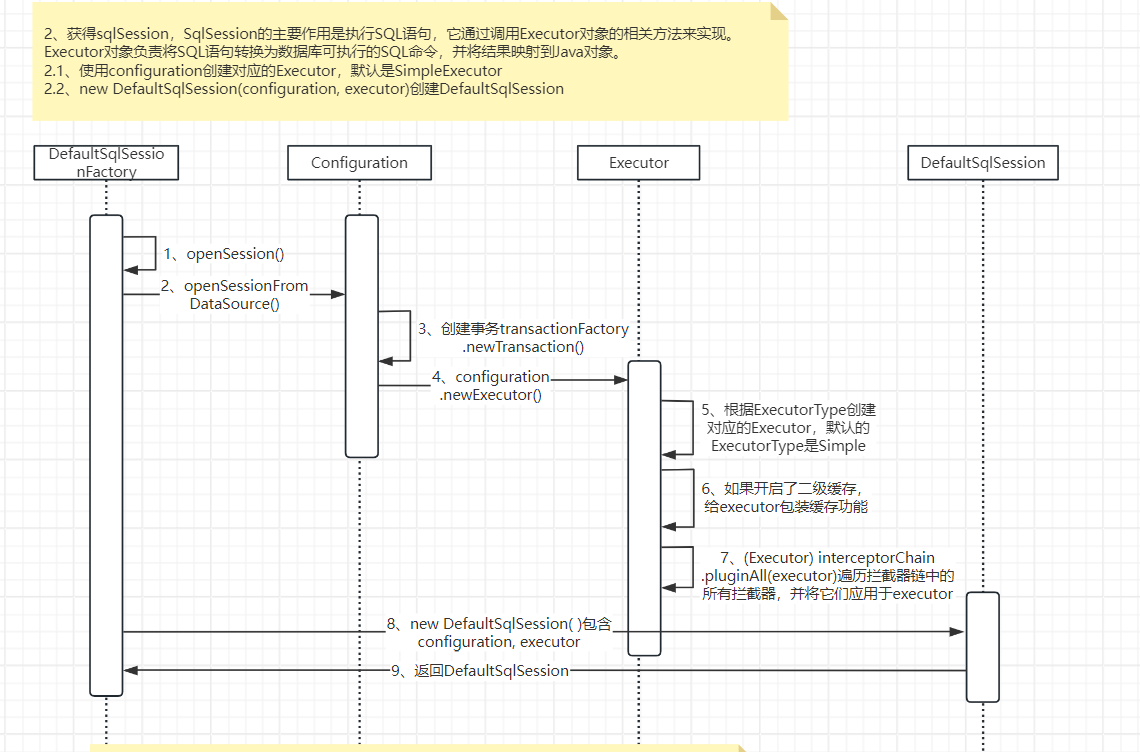 2、获得sqlSession，SqlSession的主要作用是执行SQL语句，它通过调用Executor对象的相关方法来实现。
Executor对象负责将SQL语句转换为数据库可执行的SQL命令，并将结果映射到Java对象。
2.1、使用configuration创建对应的Executor，默认是SimpleExecutor
2.2、new DefaultSqlSession(configuration, executor)创建DefaultSqlSession
DefaultSqlSessio
nFactory
Configuration
Executor
DefaultSqlSession
1、openSession()
2、openSessionFrom
DataSource()
3、创建事务transactionFactory
.newTransaction()
4、configuration
.newExecutor()
5、根据ExecutorType创建
对应的Executor，默认的
ExecutorType是Simple
6、如果开启了二级缓存，
给executor包装缓存功能
7、(Executor) interceptorChain
.pluginAll(executor)遍历拦截器链中的
所有拦截器，并将它们应用于executor
8、new DefaultSqlSession( )包含
configuration, executor
9、返回DefaultSqlSession